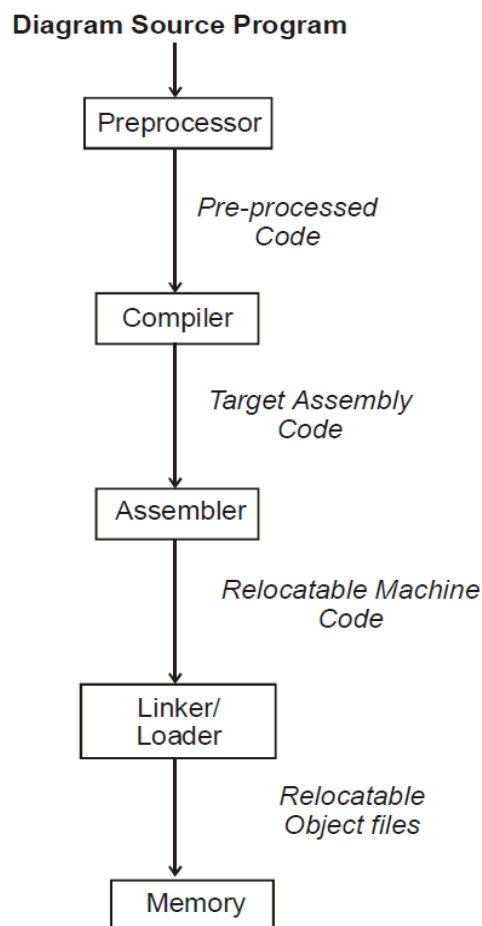 Diagram Source Program
Preprocessor
Pre-processed
Code
Compiler
Target Assembly
Code
Assembler
Relocatable Machine
Code
Linker/
Loader
Relocatable
Object files
Memory